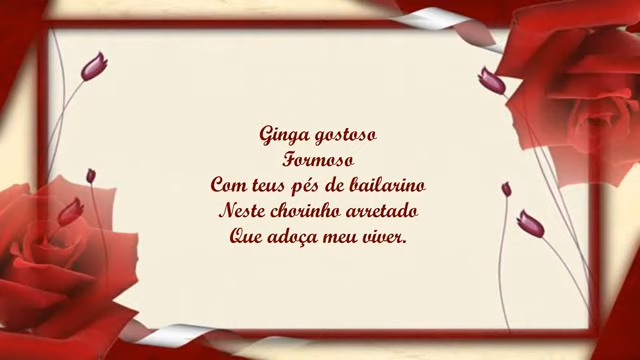 Ginga gostoso
Formoso
Com teus pés de bailarino
Neste chorinho arretado
Que adoça meu viver.